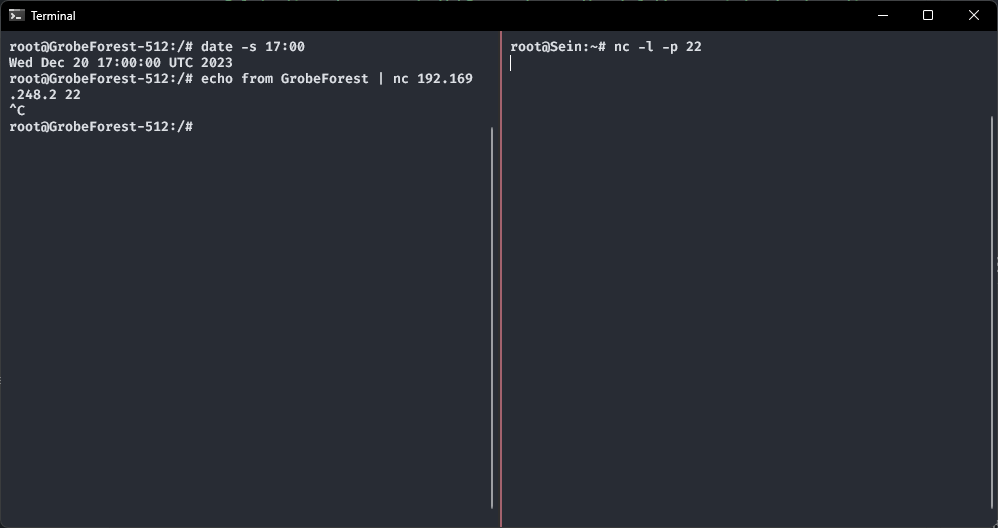 Terminal
root@GrobeForest-512:/# date -s 17:00
Wed Dec 20 17:00:00 UTC 2023
root@GrobeForest-512:/# echo from GrobeForest | nc 192.169
.248.2 22
^C
root@GrobeForest-512:/#
root@Sein:~# nc -l -p 22